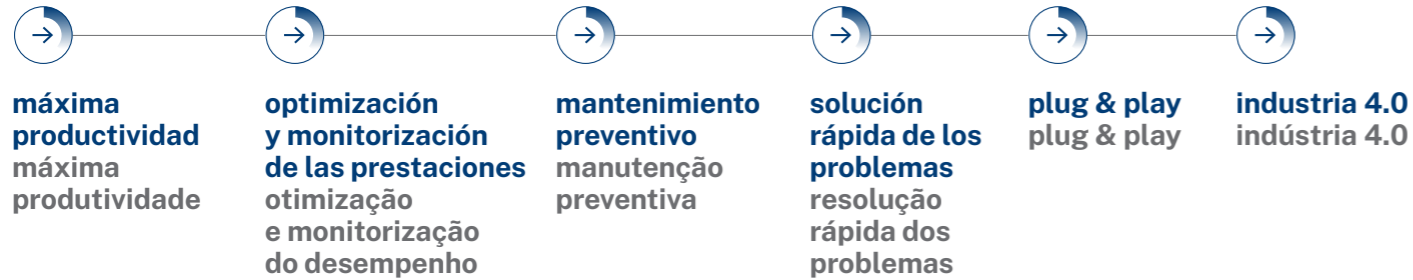 máxima
productividad
máxima
produtividade
optimización
y monitorización
de las prestaciones
otimização
e monitorização
do desempenho
mantenimiento
preventivo
manutenção
preventiva
solución
rápida de los
problemas
resolução
rápida dos
problemas
plug & play
plug & play
industria 4.0
indústria 4.0